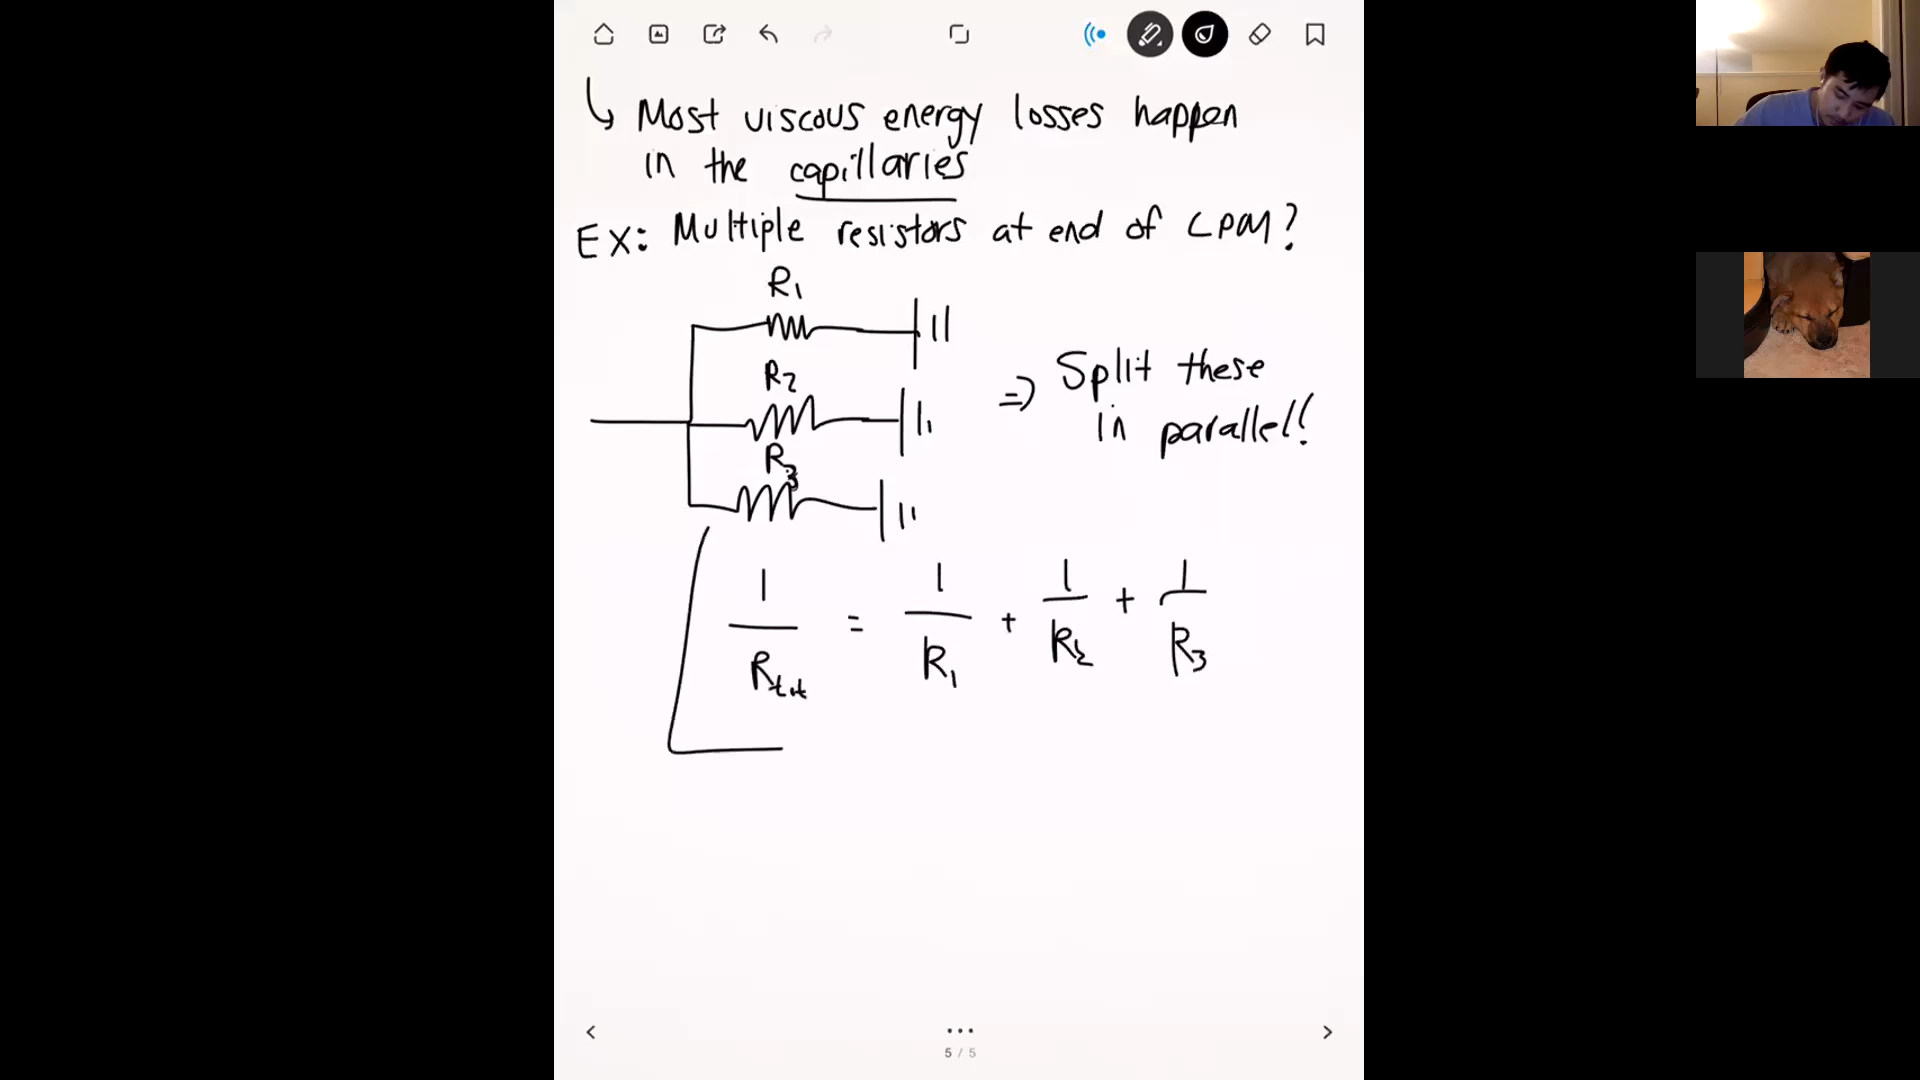 ↳ Most viscous energy losses happen
in the capillaries
EX: Multiple resistors at end of LPM?
R1
R2
R3
=> Split these
in parallel!
1/Rtot = 1/R1 + 1/R2 + 1/R3
5 / 5